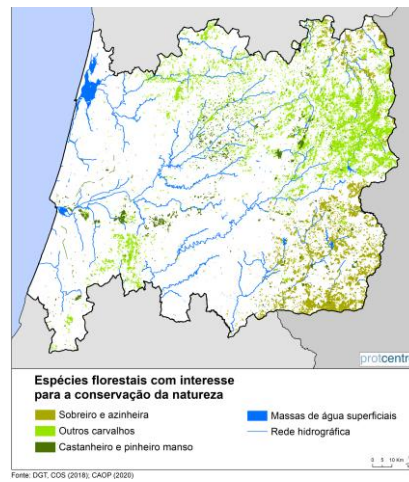 protcentro
Espécies florestais com interesse
para a conservação da natureza
Sobreiro e azinheira
Outros carvalhos
Castanheiro e pinheiro manso
Massas de água superficiais
Rede hidrográfica
0 5 10 Km
Fonte: DGT, COS (2018); CAOP (2020)